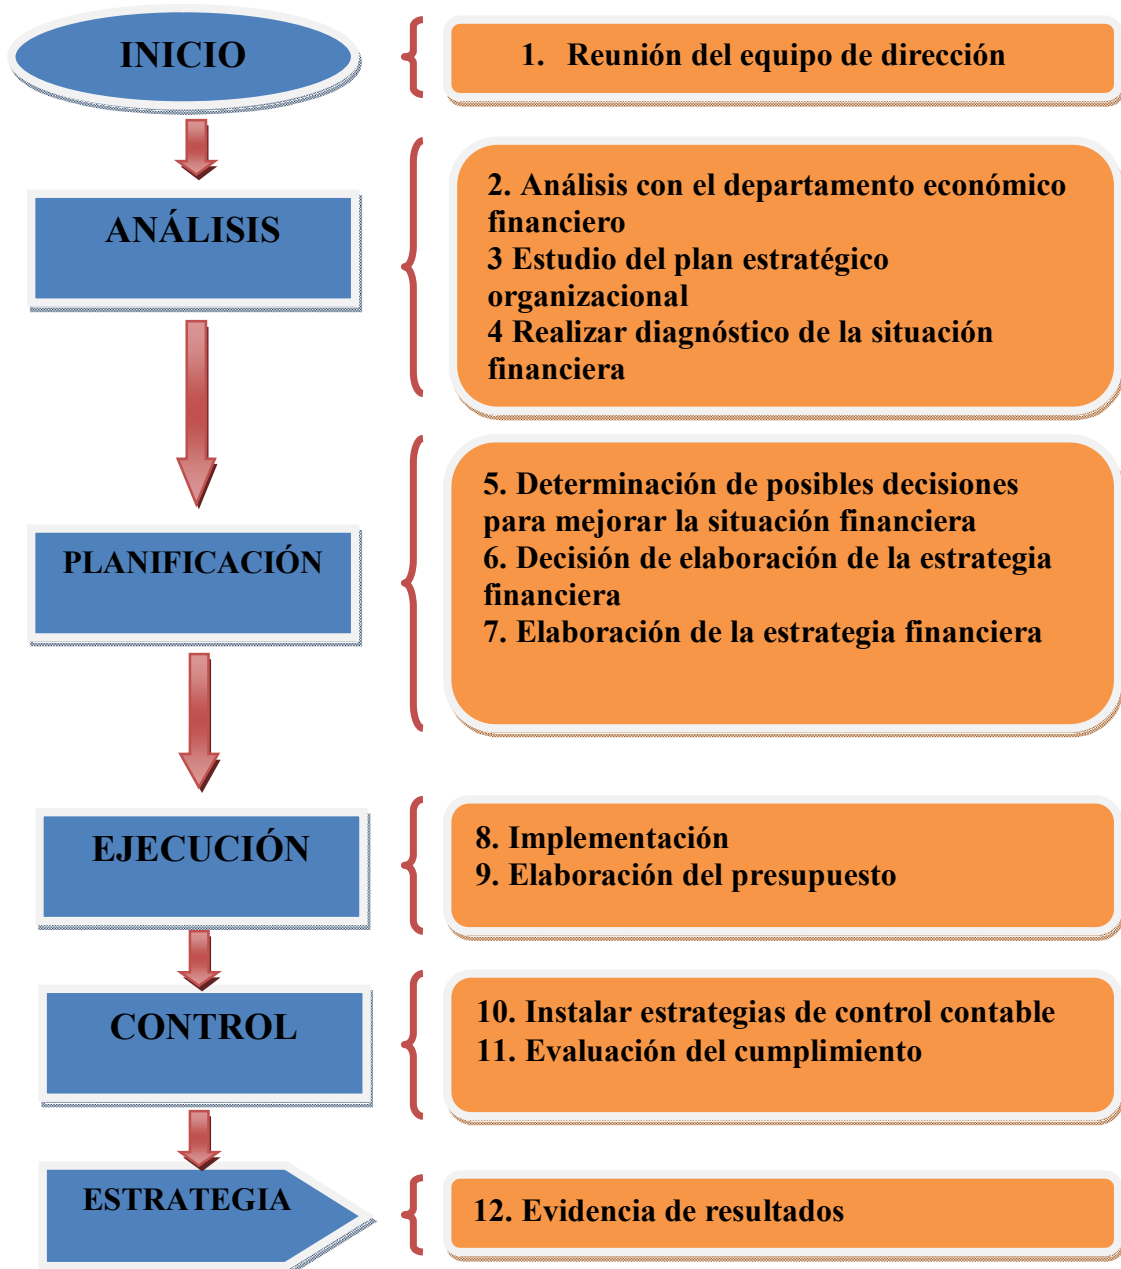 INICIO
1. Reunión del equipo de dirección
ANÁLISIS
2. Análisis con el departamento económico
financiero
3 Estudio del plan estratégico
organizacional
4 Realizar diagnóstico de la situación
financiera
PLANIFICACIÓN
5. Determinación de posibles decisiones
para mejorar la situación financiera
6. Decisión de elaboración de la estrategia
financiera
7. Elaboración de la estrategia financiera
EJECUCIÓN
8. Implementación
9. Elaboración del presupuesto
CONTROL
10. Instalar estrategias de control contable
11. Evaluación del cumplimiento
ESTRATEGIA
12. Evidencia de resultados